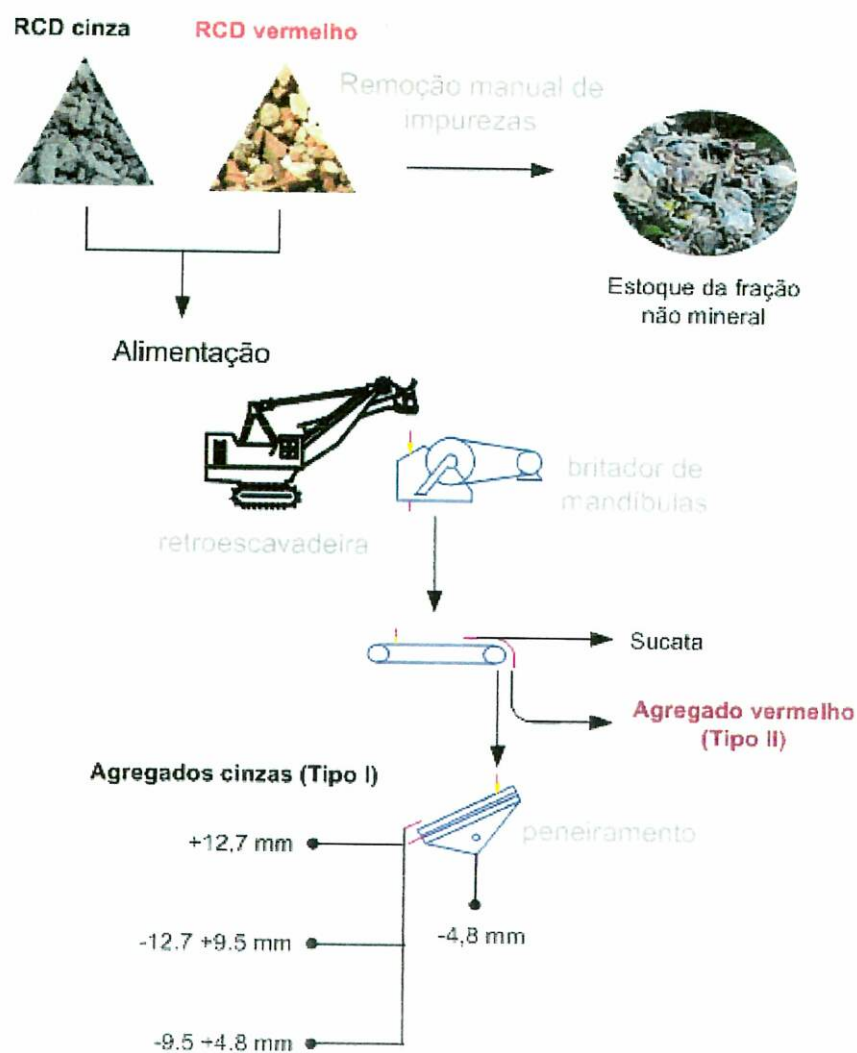 RCD cinza
RCD vermelho
Remoção manual de
impurezas
Estoque da fração
não mineral
Alimentação
britador de
mandíbulas
retroescavadeira
Sucata
Agregado vermelho
(Tipo II)
Agregados cinzas (Tipo I)
peneiramento
+12,7 mm
-4,8 mm
-12.7 +9.5 mm
-9.5 +4.8 mm